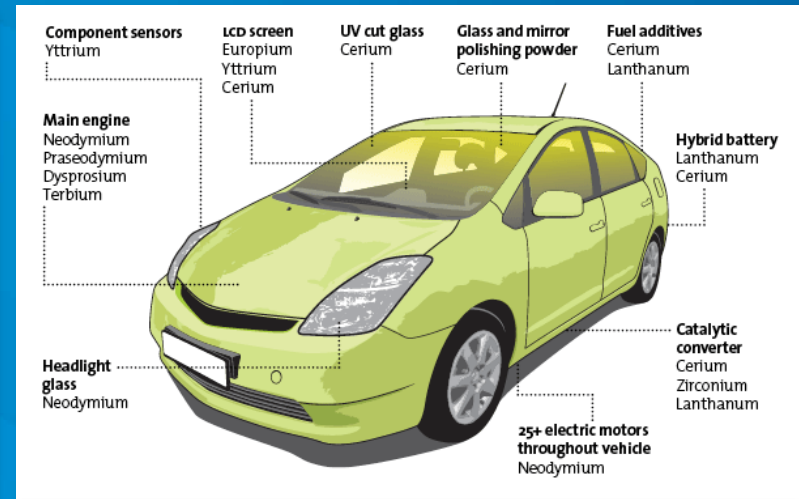 Component sensors
Yttrium
LCD screen
Europium
Yttrium
Cerium
UV cut glass
Cerium
Glass and mirror
polishing powder
Cerium
Fuel additives
Cerium
Lanthanum
Main engine
Neodymium
Praseodymium
Dysprosium
Terbium
Hybrid battery
Lanthanum
Cerium
Headlight
glass
Neodymium
Catalytic
converter
Cerium
Zirconium
Lanthanum
25+ electric motors
throughout vehicle
Neodymium